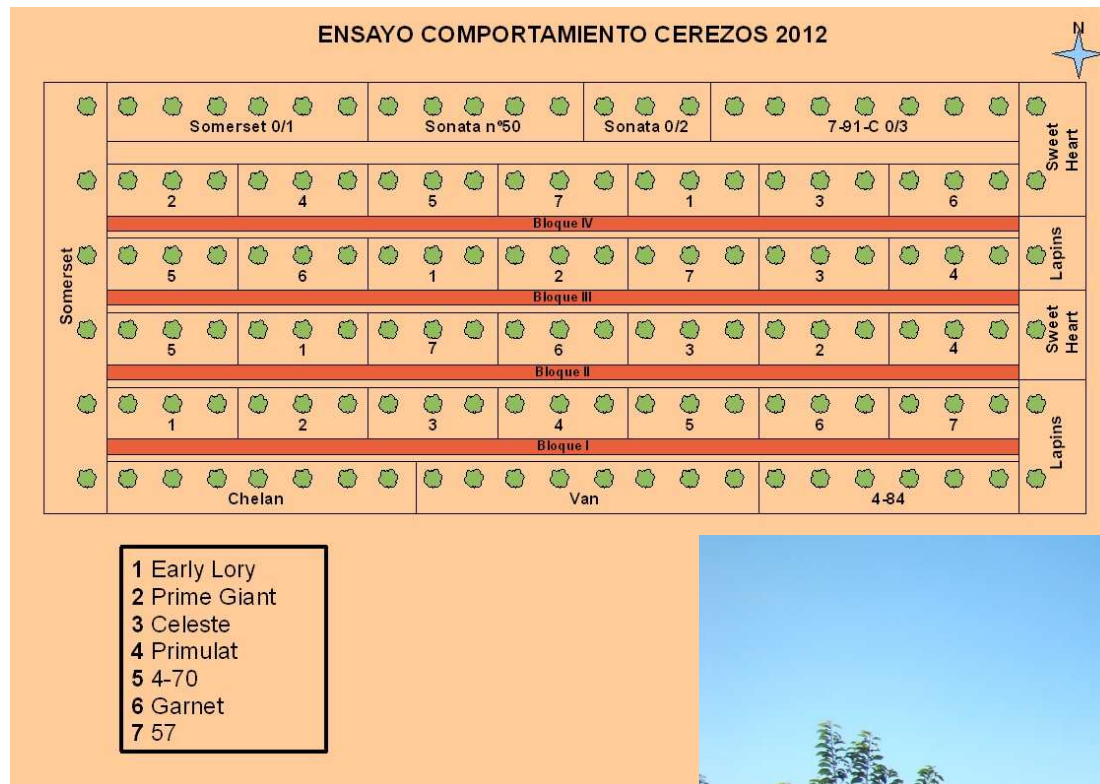 ENSAYO COMPORTAMIENTO CEREZOS 2012
N
Somerset 0/1 Sonata nº50 Sonata 0/2 7-91-C 0/3
Sweet
Heart
2 4 5 7 1 3 6
Bloque IV
Somerset
5 6 1 2 7 3 4
Lapins
Bloque III
5 1 7 6 3 2 4
Sweet
Heart
Bloque II
1 2 3 4 5 6 7
Bloque I
Lapins
Chelan Van 4-84
1 Early Lory
2 Prime Giant
3 Celeste
4 Primulat
5 4-70
6 Garnet
7 57